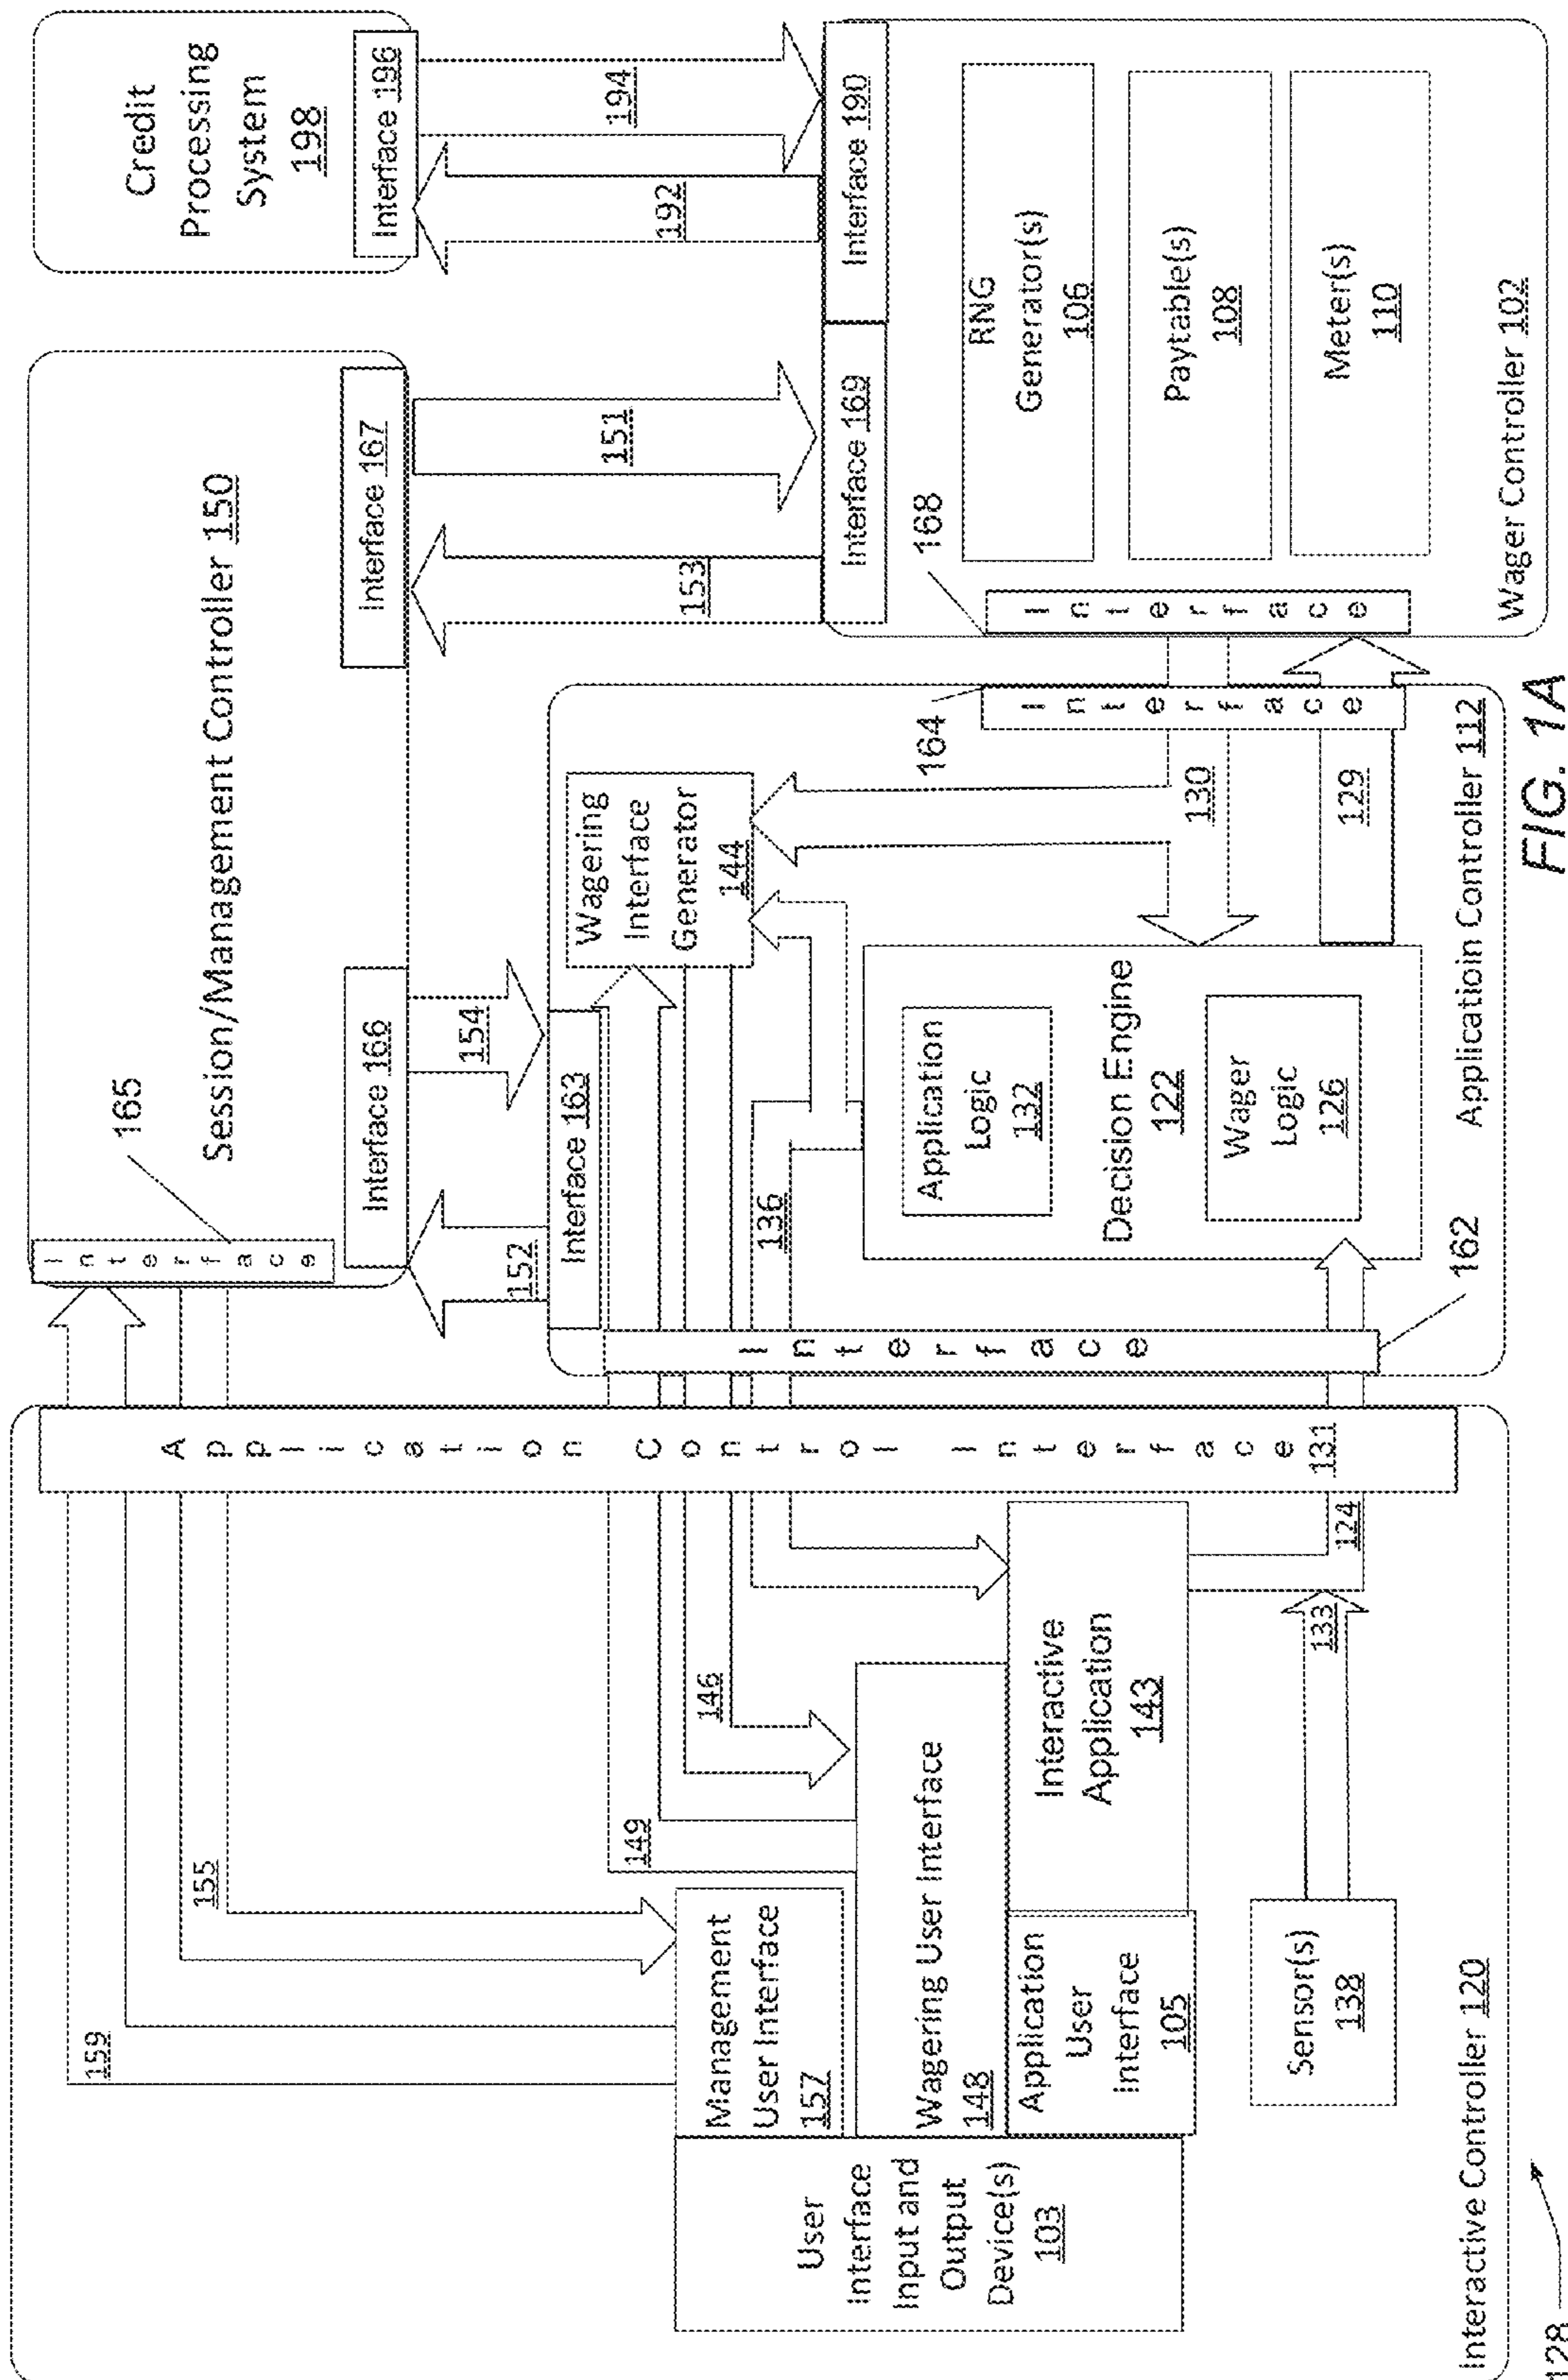 159
155
149
146
Management
User Interface
157
User
Interface
Input and
Output
Device(s)
103
Wagering User Interface
148
Application
User
Interface
105
Interactive
Application
143
Sensor(s)
138
133
124
Application Control Interface
131
Interactive Controller 120
128
Interface
165
Session/Management Controller 150
Interface 166
Interface 167
152
154
153
151
Credit
Processing
System
198
Interface 196
192
194
Interface 163
Wagering
Interface
Generator
144
136
Interface
162
Application
Logic
132
Decision Engine
122
Wager
Logic
126
130
129
164
Interface
Applicatioin Controller 112
168
Interface
Interface 169
Interface 190
RNG
Generator(s)
106
Paytable(s)
108
Meter(s)
110
Wager Controller 102
FIG. 1A